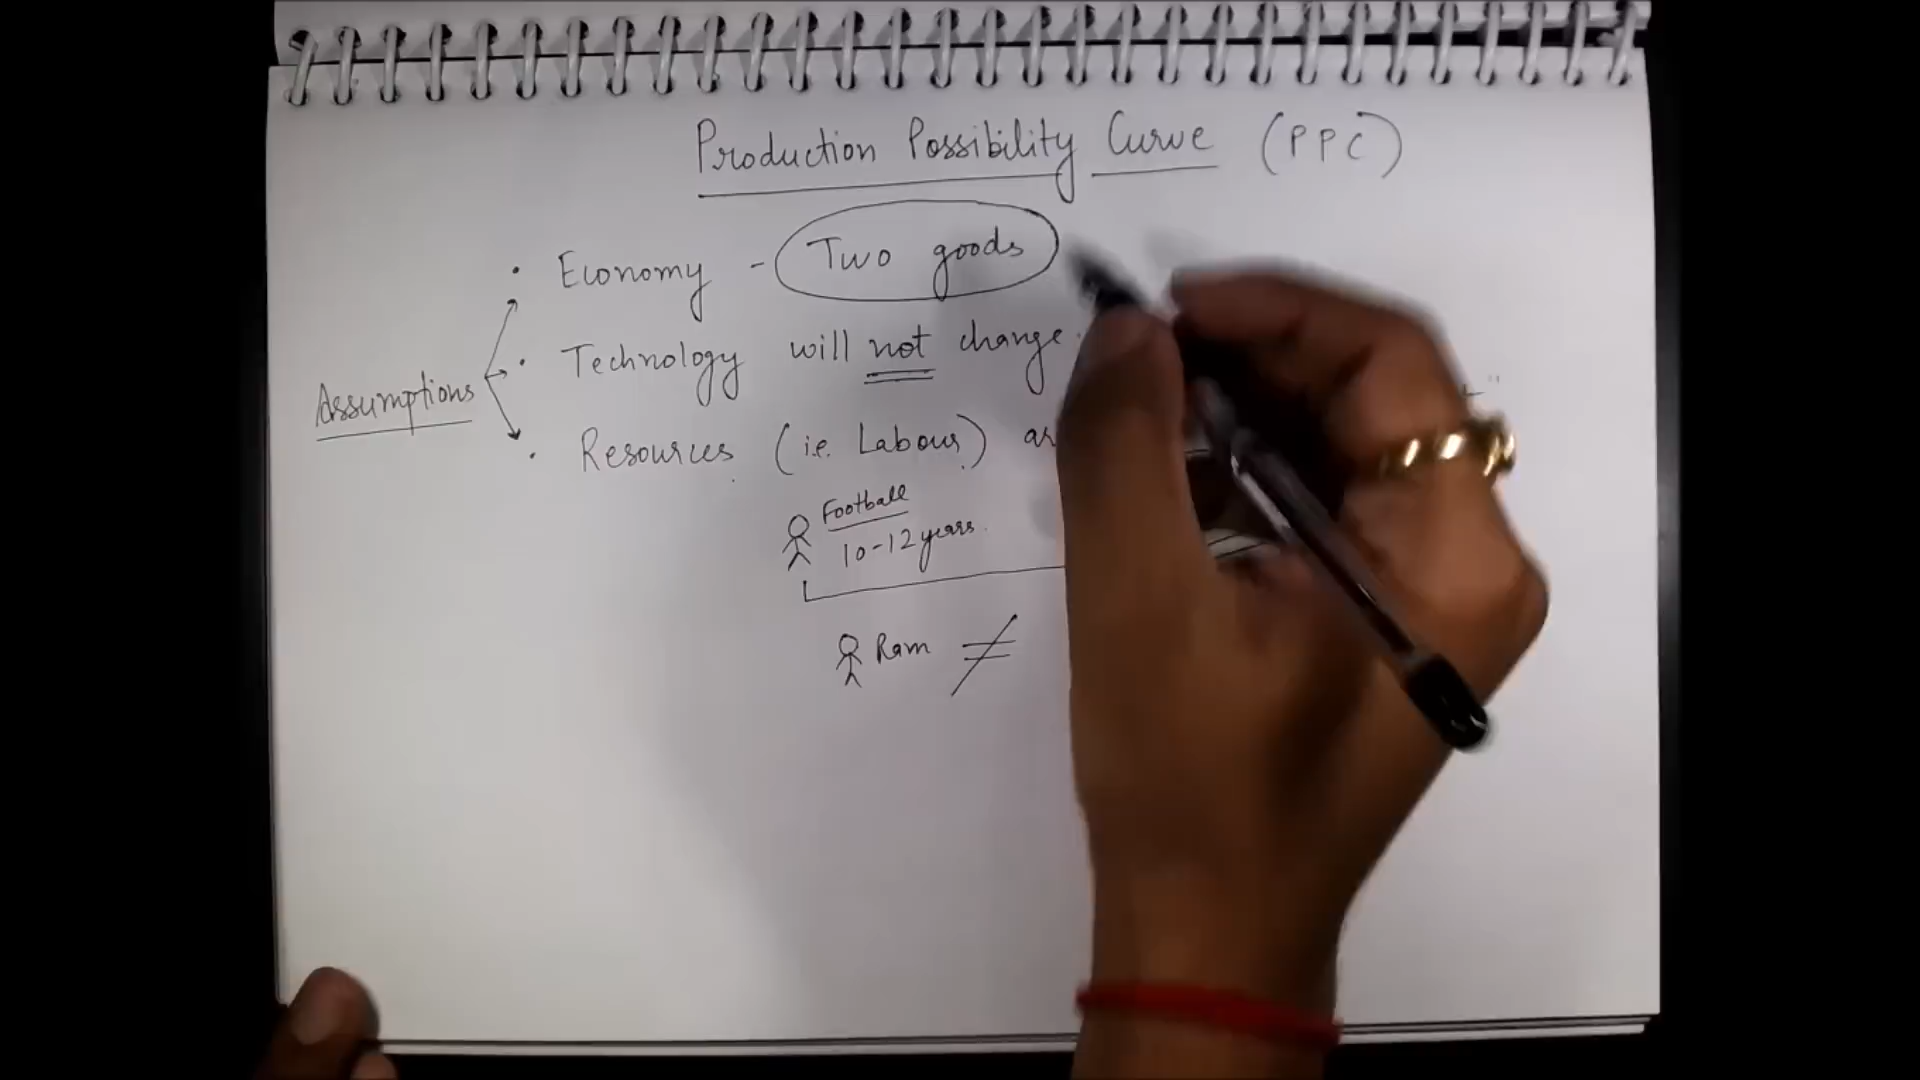 Production Possibility Curve (PPC)
• Economy - Two goods
• Technology will not change.
Assumptions
• Resources (i.e. Labour)
Football
10-12 years.
Ram ≠